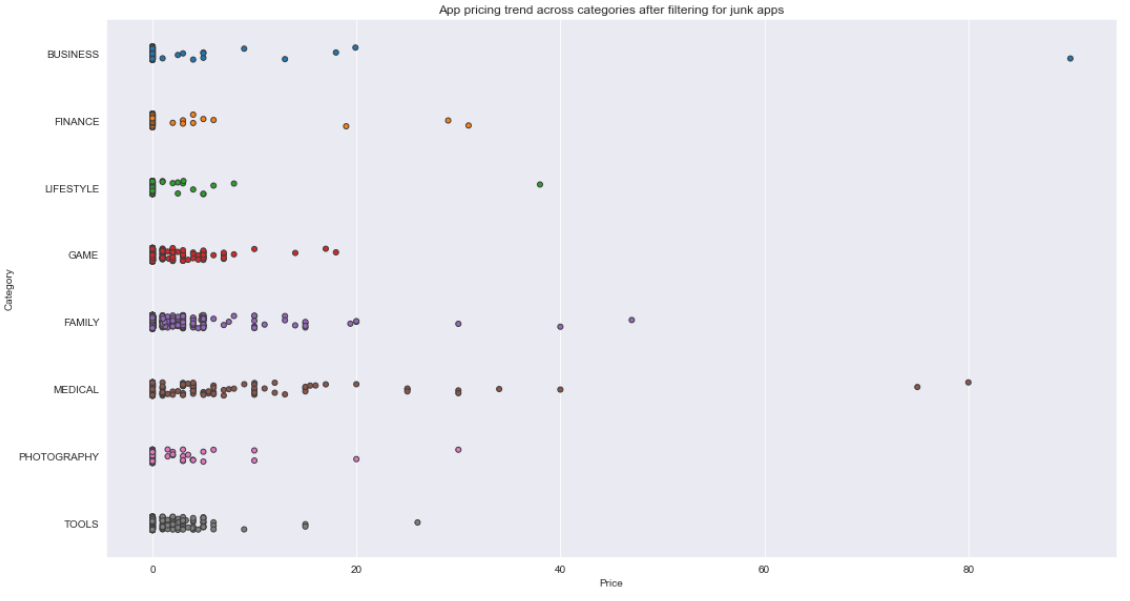 App pricing trend across categories after filtering for junk apps
Category
BUSINESS
FINANCE
LIFESTYLE
GAME
FAMILY
MEDICAL
PHOTOGRAPHY
TOOLS
0 20 40 60 80
Price